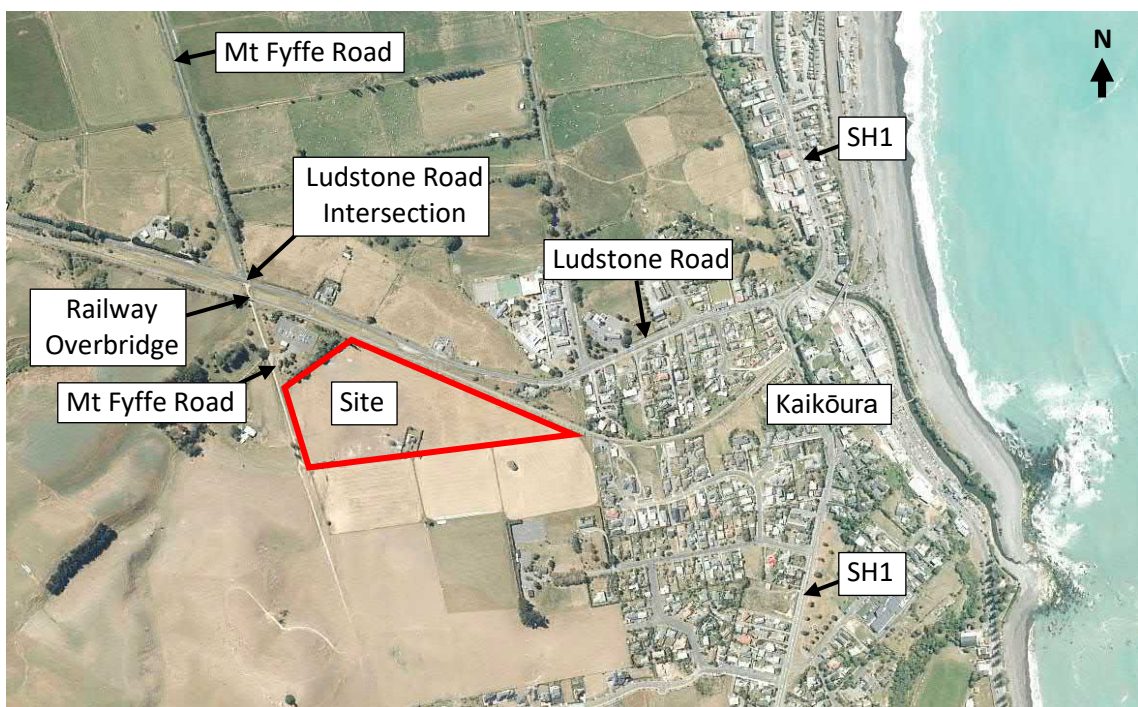 Mt Fyffe Road
N
SH1
Ludstone Road
Intersection
Ludstone Road
Railway
Overbridge
Mt Fyffe Road
Site
Kaikōura
SH1